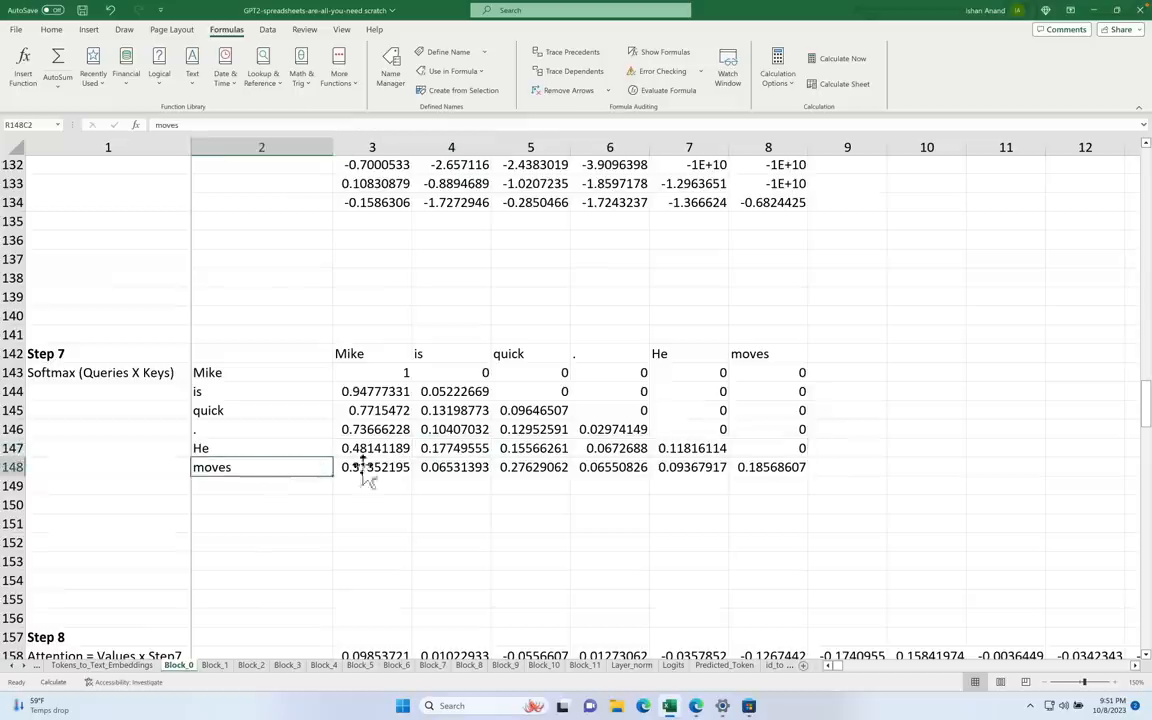 AutoSave Off GPT2-spreadsheets-are-all-you-need scratch Search Ishan Anand IA
File Home Insert Draw Page Layout Formulas Data Review View Help Comments Share
Insert Function AutoSum Recently Used Financial Logical Text Date & Time Lookup & Reference Math & Trig More Functions Name Manager Define Name Use in Formula Create from Selection Trace Precedents Trace Dependents Remove Arrows Show Formulas Error Checking Evaluate Formula Watch Window Calculation Options Calculate Now Calculate Sheet
Function Library Defined Names Formula Auditing Calculation
R148C2 fx moves
1 2 3 4 5 6 7 8 9 10 11 12
132 -0.7000533 -2.657116 -2.4383019 -3.9096398 -1E+10 -1E+10
133 0.10830879 -0.8894689 -1.0207235 -1.8597178 -1.2963651 -1E+10
134 -0.1586306 -1.7272946 -0.2850466 -1.7243237 -1.366624 -0.6824425
135
136
137
138
139
140
141
142 Step 7 Mike is quick . He moves
143 Softmax (Queries X Keys) Mike 1 0 0 0 0 0
144 is 0.94777331 0.05222669 0 0 0 0
145 quick 0.7715472 0.13198773 0.09646507 0 0 0
146 . 0.73666228 0.10407032 0.12952591 0.02974149 0 0
147 He 0.48141189 0.17749555 0.15566261 0.0672688 0.11816114 0
148 moves 0.06531393 0.27629062 0.06550826 0.09367917 0.18568607
149
150
151
152
153
154
155
156
157 Step 8
158 Attention = Values x Step7 0.09853721 0.01022933 -0.0556607 0.01273062 -0.0357852 -0.1267442 -0.1740955 0.15841974 -0.0036449 -0.0342343
... Tokens_to_Text_Embeddings Block_0 Block_1 Block_2 Block_3 Block_4 Block_5 Block_6 Block_7 Block_8 Block_9 Block_10 Block_11 Layer_norm Logits Predicted_Token id_to ...
Ready Calculate Accessibility: Investigate 150%
59°F
Temps drop
Search
9:51 PM
10/8/2023